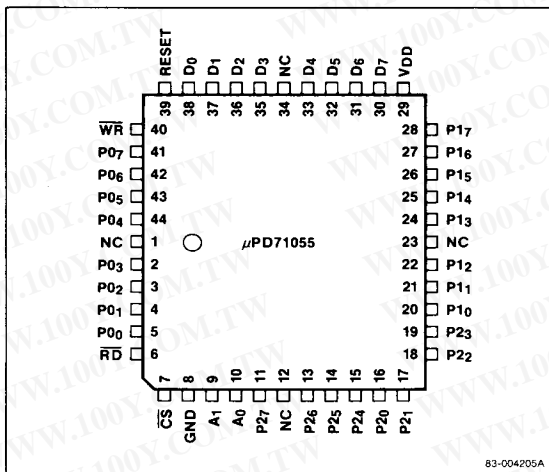 RESET D0 D1 D2 D3 NC D4 D5 D6 D7 VDD
39 38 37 36 35 34 33 32 31 30 29
W̅R̅ 40 28 P17
P07 41 27 P16
P06 42 26 P15
P05 43 25 P14
P04 44 24 P13
NC 1 μPD71055 23 NC
P03 2 22 P12
P02 3 21 P11
P01 4 20 P10
P00 5 19 P23
R̅D̅ 6 18 P22
7 8 9 10 11 12 13 14 15 16 17
C̅S̅ GND A1 A0 P27 NC P26 P25 P24 P20 P21
83-004205A
WWW.100Y.COM.TW